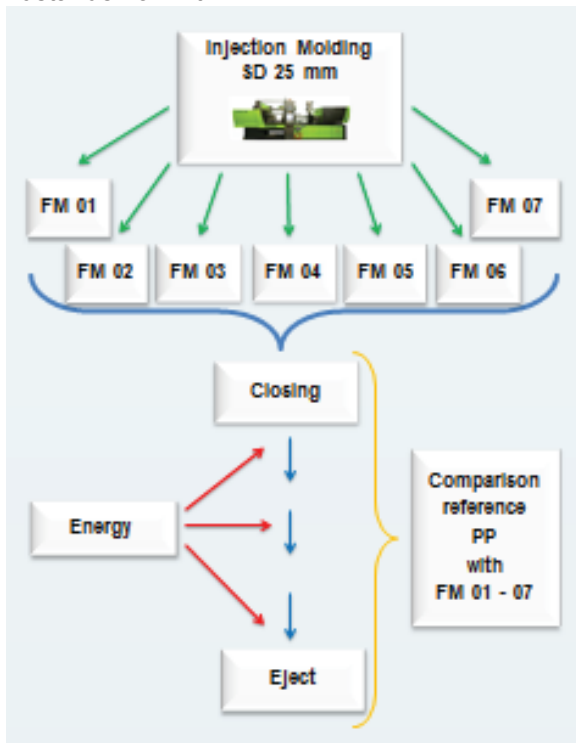 Injection Molding
SD 25 mm
FM 01
FM 07
FM 02
FM 03
FM 04
FM 05
FM 06
Closing
Energy
Comparison
reference
PP
with
FM 01 - 07
Eject